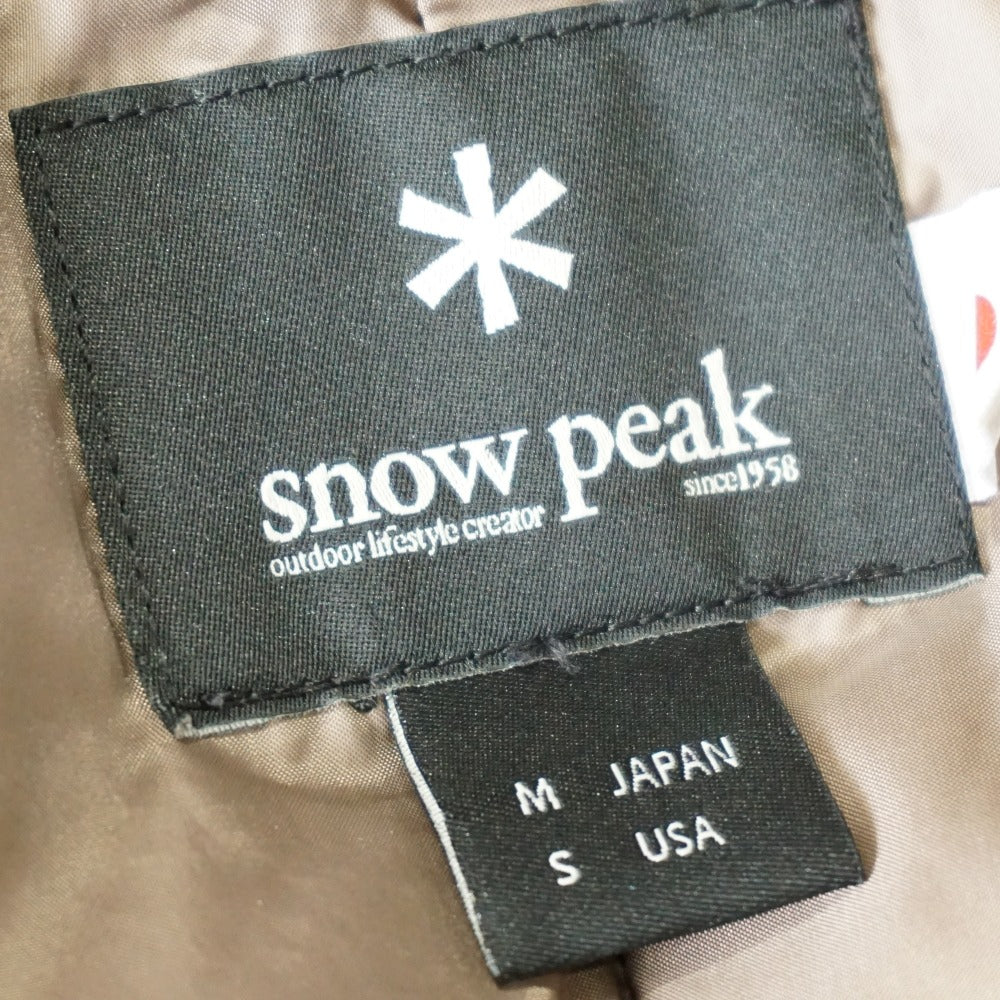 snow peak
outdoor lifestyle creator since1958
M JAPAN
S USA